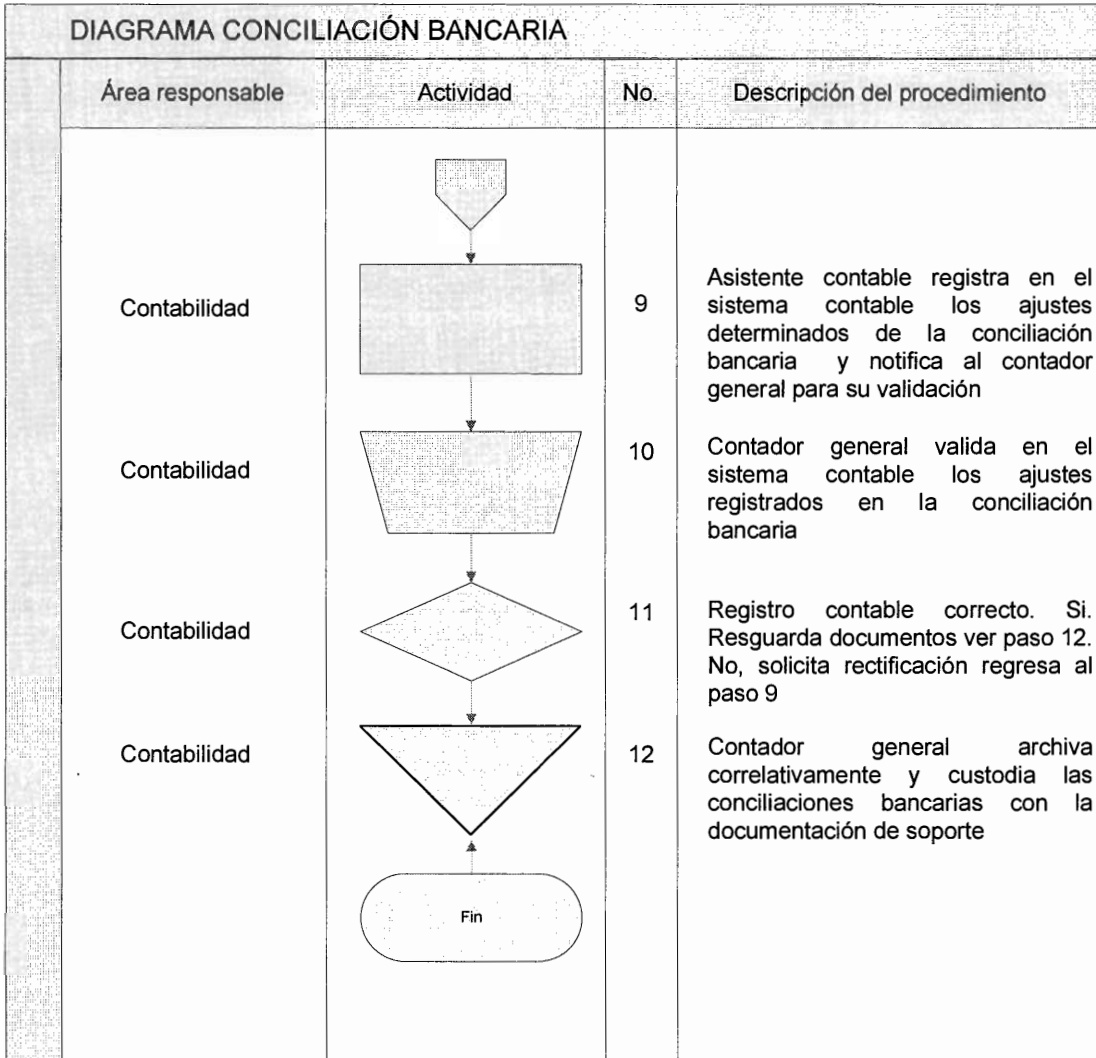 DIAGRAMA CONCILIACIÓN BANCARIA
Área responsable
Actividad
No.
Descripción del procedimiento
Contabilidad
9
Asistente contable registra en el
sistema contable los ajustes
determinados de la conciliación
bancaria y notifica al contador
general para su validación
Contabilidad
10
Contador general valida en el
sistema contable los ajustes
registrados en la conciliación
bancaria
Contabilidad
11
Registro contable correcto. Si.
Resguarda documentos ver paso 12.
No, solicita rectificación regresa al
paso 9
Contabilidad
12
Contador general archiva
correlativamente y custodia las
conciliaciones bancarias con la
documentación de soporte
Fin